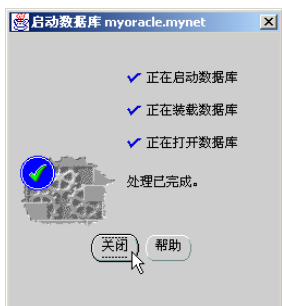 启动数据库 myoracle.mynet
正在启动数据库
正在装载数据库
正在打开数据库
处理已完成。
关闭 帮助